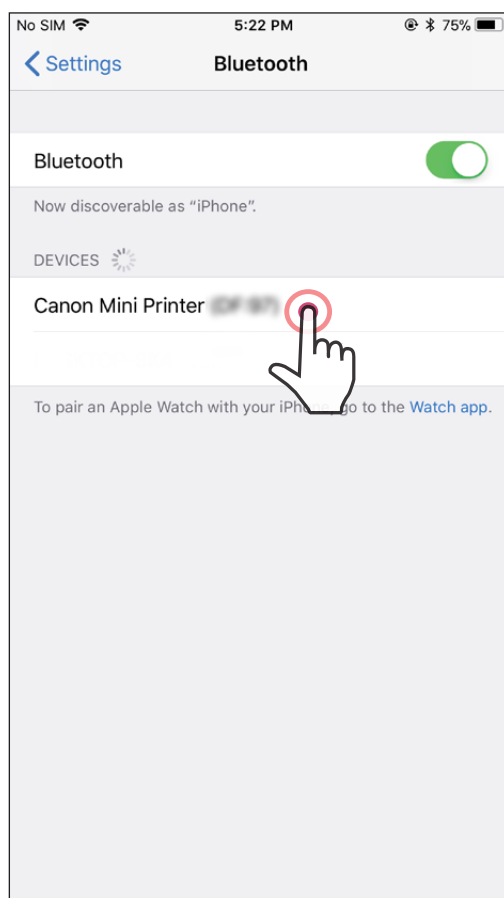 No SIM 5:22 PM 75%
Settings Bluetooth
Bluetooth
Now discoverable as “iPhone”.
DEVICES
Canon Mini Printer
To pair an Apple Watch with your iPhone, go to the Watch app.